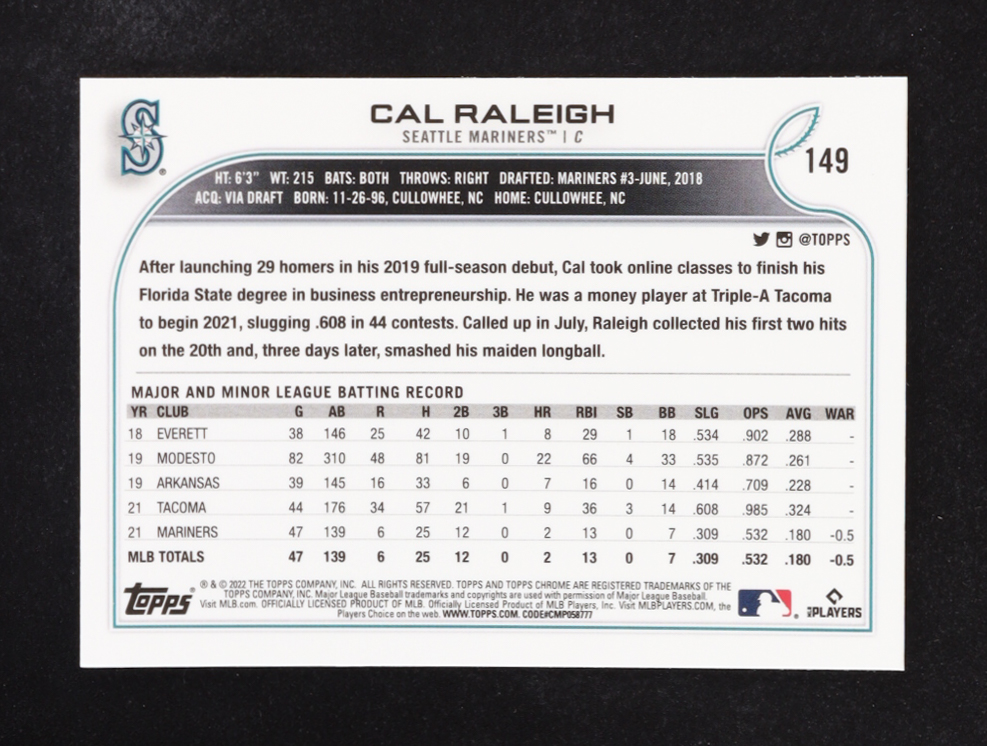 CAL RALEIGH
SEATTLE MARINERS™ | C
149
HT: 6'3" WT: 215 BATS: BOTH THROWS: RIGHT DRAFTED: MARINERS #3-JUNE, 2018
ACQ: VIA DRAFT BORN: 11-26-96, CULLOWHEE, NC HOME: CULLOWHEE, NC
@TOPPS
After launching 29 homers in his 2019 full-season debut, Cal took online classes to finish his
Florida State degree in business entrepreneurship. He was a money player at Triple-A Tacoma
to begin 2021, slugging .608 in 44 contests. Called up in July, Raleigh collected his first two hits
on the 20th and, three days later, smashed his maiden longball.
MAJOR AND MINOR LEAGUE BATTING RECORD
YR CLUB G AB R H 2B 3B HR RBI SB BB SLG OPS AVG WAR
18 EVERETT 38 146 25 42 10 1 8 29 1 18 .534 .902 .288 -
19 MODESTO 82 310 48 81 19 0 22 66 4 33 .535 .872 .261 -
19 ARKANSAS 39 145 16 33 6 0 7 16 0 14 .414 .709 .228 -
21 TACOMA 44 176 34 57 21 1 9 36 3 14 .608 .985 .324 -
21 MARINERS 47 139 6 25 12 0 2 13 0 7 .309 .532 .180 -0.5
MLB TOTALS 47 139 6 25 12 0 2 13 0 7 .309 .532 .180 -0.5
Topps®
® & © 2022 THE TOPPS COMPANY, INC. ALL RIGHTS RESERVED. TOPPS AND TOPPS CHROME ARE REGISTERED TRADEMARKS OF THE
TOPPS COMPANY, INC. Major League Baseball trademarks and copyrights are used with permission of Major League Baseball.
Visit MLB.com. OFFICIALLY LICENSED PRODUCT OF MLB. Officially Licensed Product of MLB Players, Inc. Visit MLBPLAYERS.COM, the
Players Choice on the web. WWW.TOPPS.COM. CODE#CMP058777
MLB PLAYERS